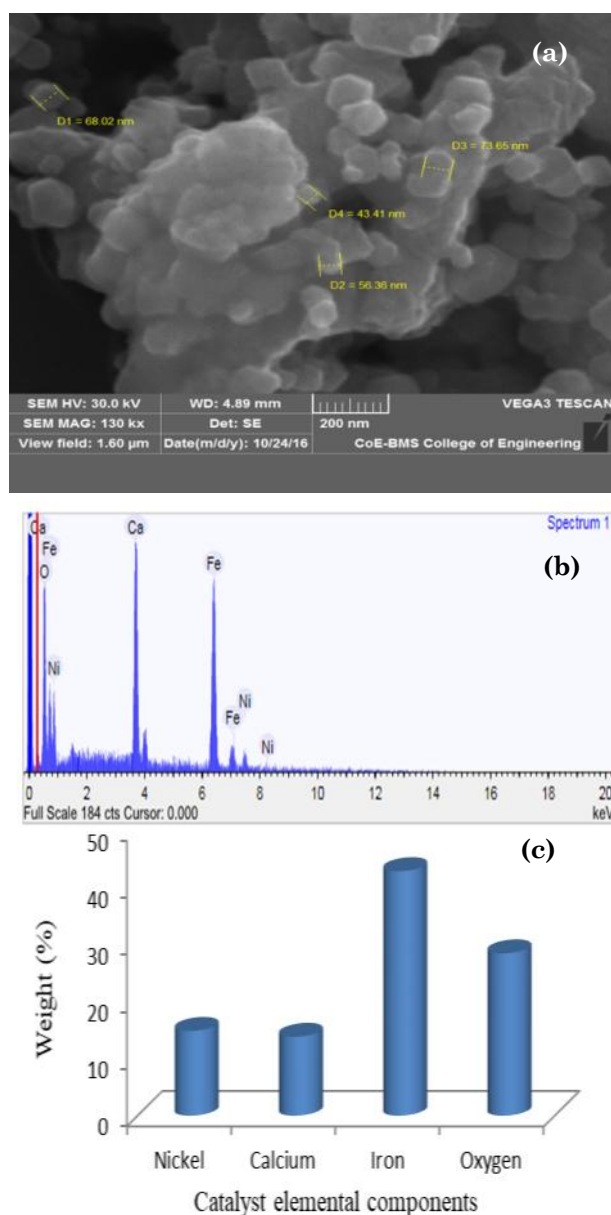 (a)
D1 = 68.02 nm
D3 = 73.65 nm
D4 = 43.41 nm
D2 = 56.36 nm
SEM HV: 30.0 kV WD: 4.89 mm VEGA3 TESCAN
SEM MAG: 130 kx Det: SE 200 nm
View field: 1.60 µm Date(m/d/y): 10/24/16 CoE-BMS College of Engineering
Spectrum 1
(b)
Ca Ca
Fe Fe
O
Ni Ni
Fe
Ni
0 2 4 6 8 10 12 14 16 18 20
Full Scale 184 cts Cursor: 0.000 keV
(c)
50
40
30
20
10
0
Weight (%)
Nickel Calcium Iron Oxygen
Catalyst elemental components